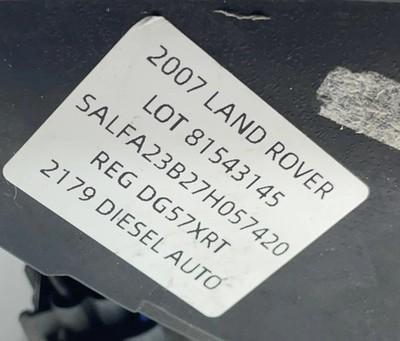 2007 LAND ROVER
LOT 81543145
SALFA23B27H057420
REG DG57XRT
2179 DIESEL AUTO